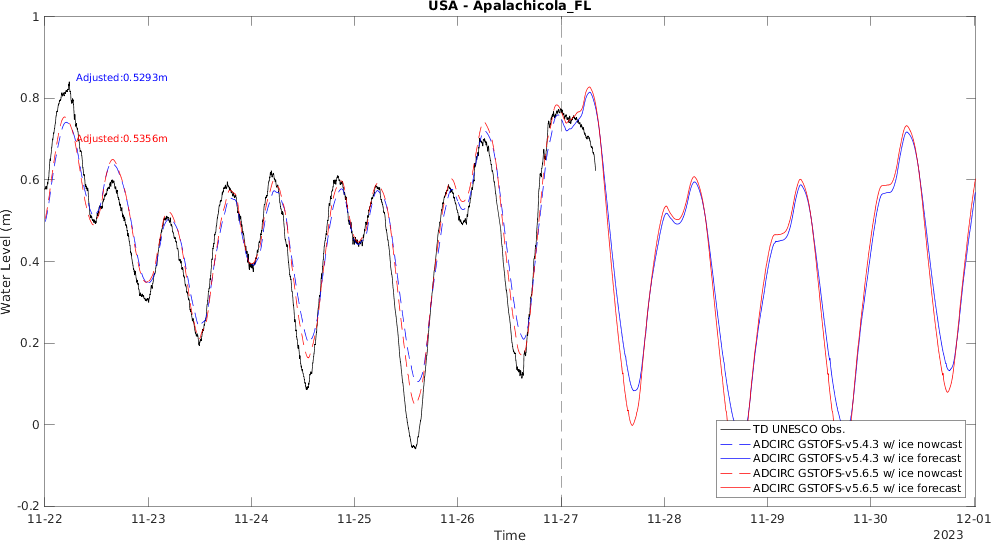 USA - Apalachicola_FL
1
Adjusted:0.5293m
0.8
Adjusted:0.5356m
0.6
Water Level (m)
0.4
0.2
0
TD UNESCO Obs.
ADCIRC GSTOFS-v5.4.3 w/ ice nowcast
ADCIRC GSTOFS-v5.4.3 w/ ice forecast
ADCIRC GSTOFS-v5.6.5 w/ ice nowcast
ADCIRC GSTOFS-v5.6.5 w/ ice forecast
-0.2
11-22 11-23 11-24 11-25 11-26 11-27 11-28 11-29 11-30 12-01
Time
2023